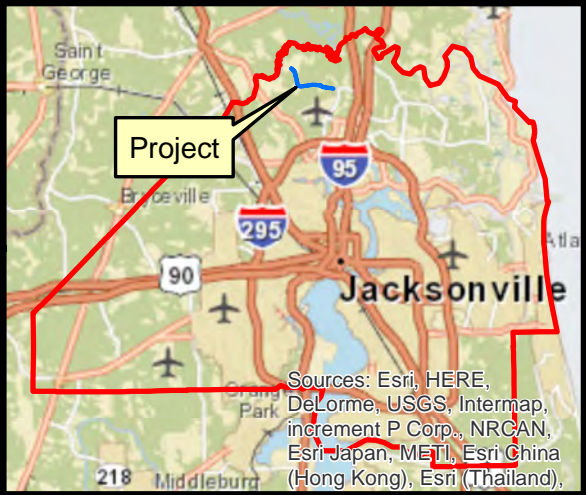 Saint
George
Project
95
Bryceville
295
90
Jacksonville
Park
Sources: Esri, HERE,
DeLorme, USGS, Intermap,
increment P Corp., NRCAN,
Esri Japan, METI, Esri China
(Hong Kong), Esri (Thailand),
218
Middleburg